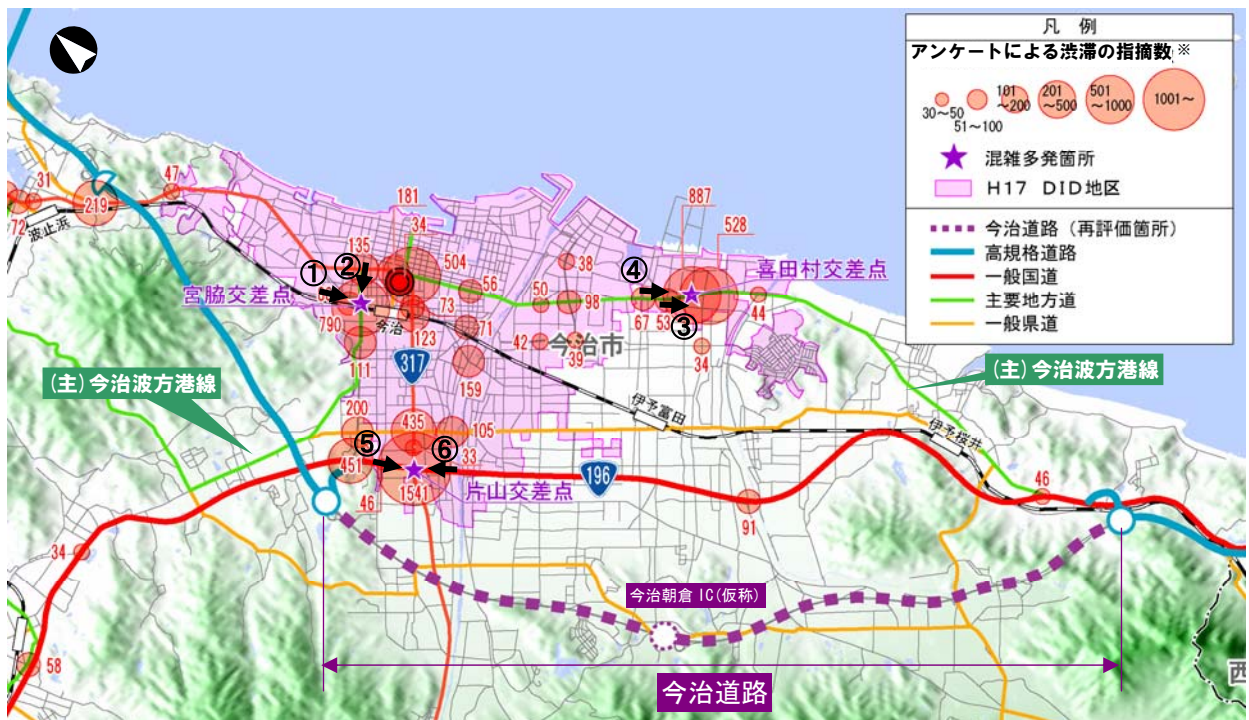 凡 例
アンケートによる渋滞の指摘数※
30～50
51～100
101
～200
201
～500
501
～1000
1001～
混雑多発箇所
H17 DID地区
今治道路(再評価箇所)
高規格道路
一般国道
主要地方道
一般県道
31
72
波止浜
219
47
181
34
135
504
①
②
宮脇交差点
790
111
今治
73
123
56
71
159
317
38
50
98
42
39
今治市
887
528
④
喜田村交差点
67
53
③
44
34
(主)今治波方港線
(主)今治波方港線
200
435
105
⑤
⑥
451
33
46
1541
片山交差点
伊予富田
196
伊予桜井
46
91
34
58
今治朝倉 IC(仮称)
今治道路
西